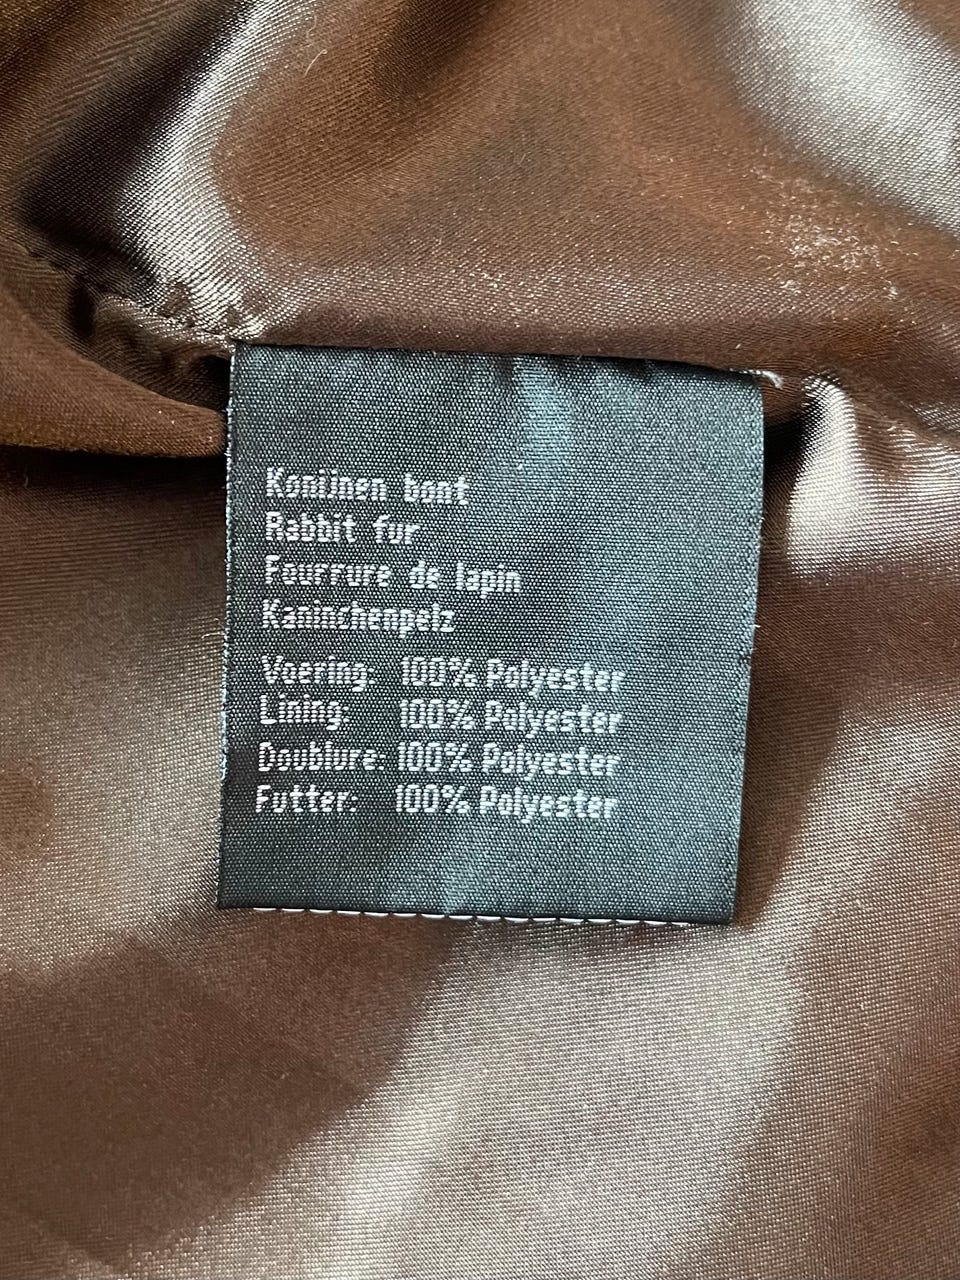 Konijnen bont
Rabbit fur
Fourrure de lapin
Kaninchenpelz
Voering: 100% Polyester
Lining: 100% Polyester
Doublure: 100% Polyester
Futter: 100% Polyester